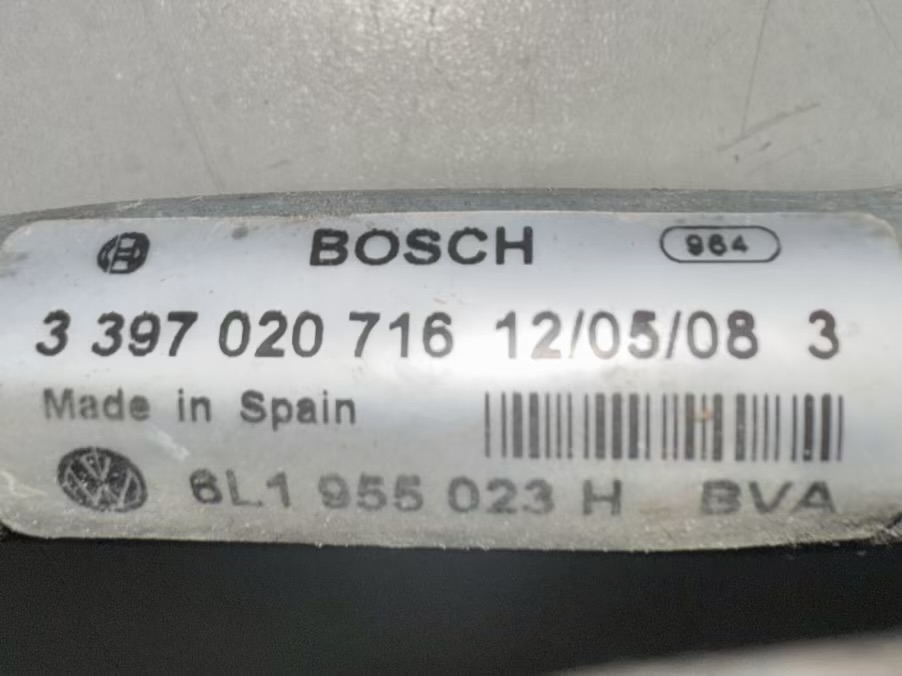 BOSCH 964
3 397 020 716 12/05/08 3
Made in Spain
6L1 955 023 H BVA